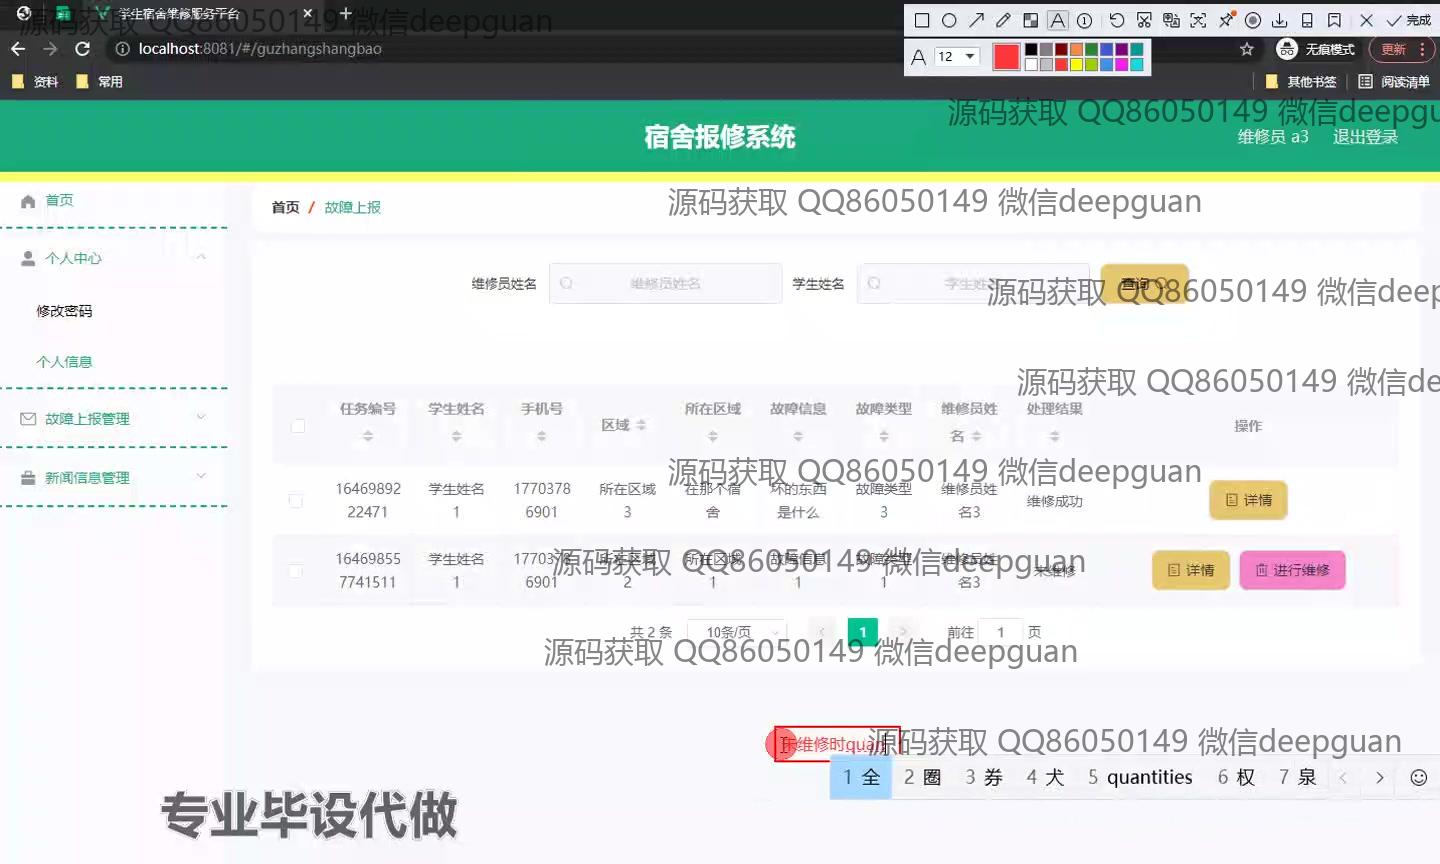 学生宿舍维修服务平台
源码获取 QQ86050149 微信deepguan
完成
localhost:8081/#/guzhangshangbao
12
无痕模式
更新
资料
常用
其他书签
阅读清单
源码获取 QQ86050149 微信deepgu
宿舍报修系统
维修员 a3
退出登录
首页
首页 / 故障上报
源码获取 QQ86050149 微信deepguan
个人中心
维修员姓名
维修员姓名
学生姓名
学生姓名
查询
源码获取 QQ86050149 微信deep
修改密码
个人信息
源码获取 QQ86050149 微信de
故障上报管理
任务编号 学生姓名 手机号 区域 所在区域 故障信息 故障类型 维修员姓名 处理结果 操作
新闻信息管理
源码获取 QQ86050149 微信deepguan
1646989222471 学生姓名1 17703786901 所在区域3 在那个宿舍 坏的东西是什么 故障类型3 维修员姓名3 维修成功 详情
源码获取 QQ86050149 微信deepguan
164698557741511 学生姓名1 17703786901 所在区域2 所在区域1 故障信息1 故障类型1 维修员姓名3 未维修 详情 进行维修
共 2 条 10条/页 1 前往 1 页
源码获取 QQ86050149 微信deepguan
维修时quan
源码获取 QQ86050149 微信deepguan
1 全 2 圈 3 券 4 犬 5 quantities 6 权 7 泉
专业毕设代做